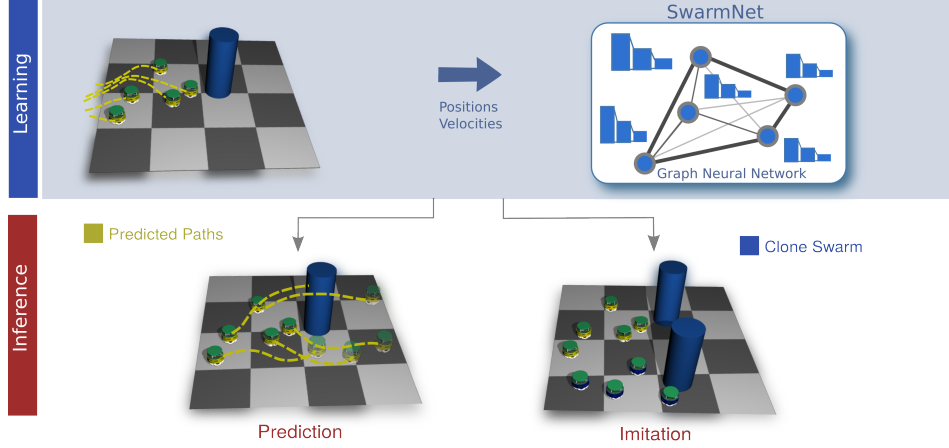 SwarmNet
Learning
Positions
Velocities
Graph Neural Network
Predicted Paths
Clone Swarm
Inference
Prediction
Imitation